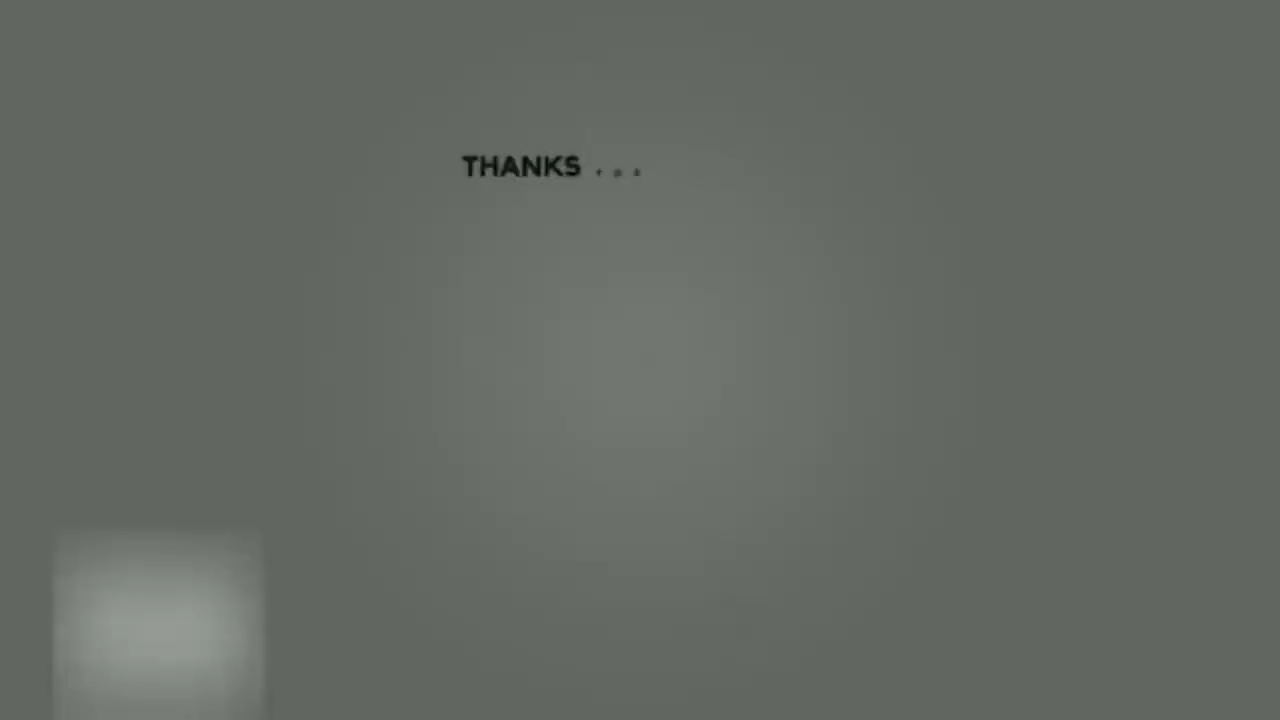 THANKS . . .